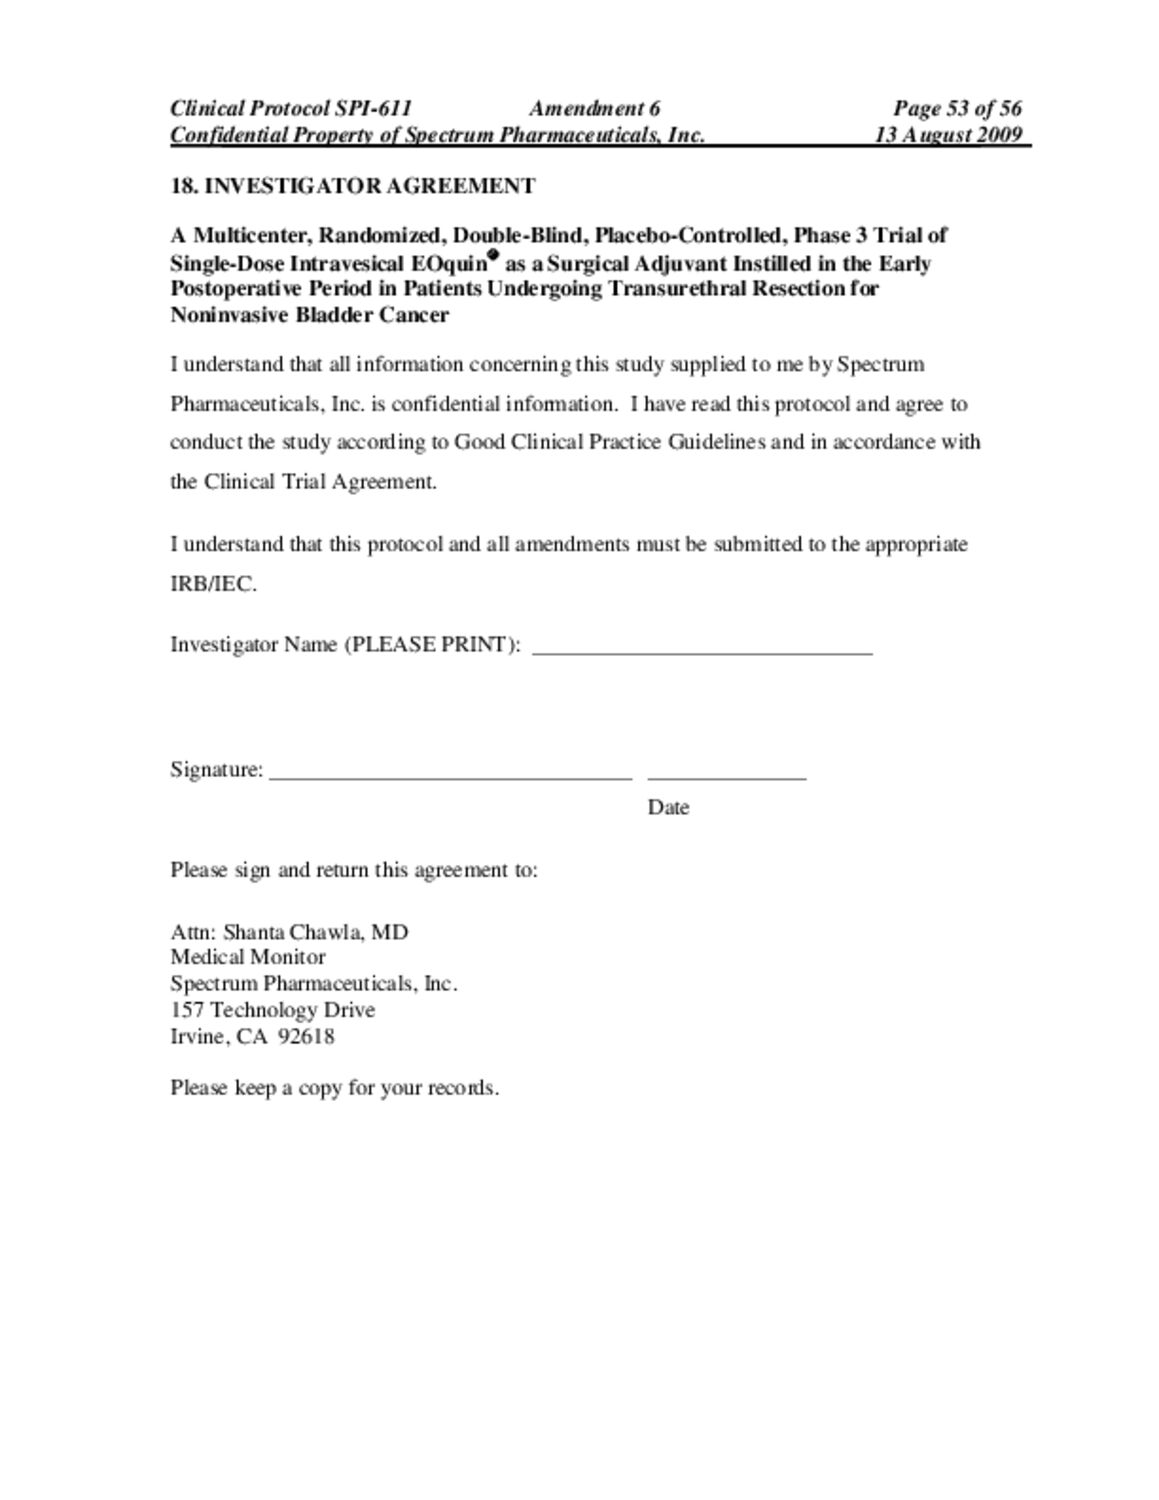 Clinical Protocol SPI-611 Amendment 6 Page 53 of 56
Confidential Property of Spectrum Pharmaceuticals, Inc. 13 August 2009
18. INVESTIGATOR AGREEMENT
A Multicenter, Randomized, Double-Blind, Placebo-Controlled, Phase 3 Trial of
Single-Dose Intravesical EOquin® as a Surgical Adjuvant Instilled in the Early
Postoperative Period in Patients Undergoing Transurethral Resection for
Noninvasive Bladder Cancer
I understand that all information concerning this study supplied to me by Spectrum
Pharmaceuticals, Inc. is confidential information. I have read this protocol and agree to
conduct the study according to Good Clinical Practice Guidelines and in accordance with
the Clinical Trial Agreement.
I understand that this protocol and all amendments must be submitted to the appropriate
IRB/IEC.
Investigator Name (PLEASE PRINT):
Signature:
Date
Please sign and return this agreement to:
Attn: Shanta Chawla, MD
Medical Monitor
Spectrum Pharmaceuticals, Inc.
157 Technology Drive
Irvine, CA 92618
Please keep a copy for your records.